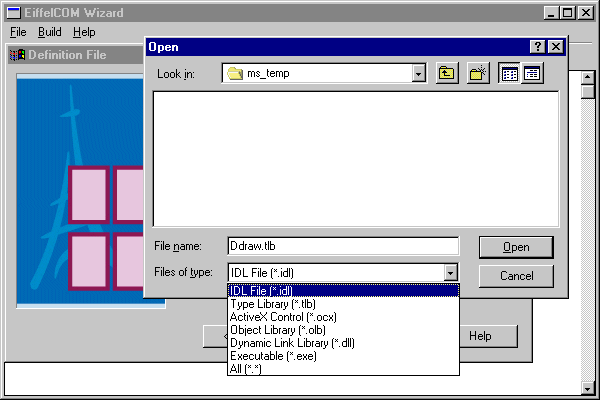 EiffelCOM Wizard
File Build Help
Definition File
Open
Look in: ms_temp
File name: Ddraw.tlb
Open
Files of type: IDL File (*.idl)
Cancel
IDL File (*.idl)
Type Library (*.tlb)
ActiveX Control (*.ocx)
Object Library (*.olb)
Dynamic Link Library (*.dll)
Executable (*.exe)
All (*.*)
Help